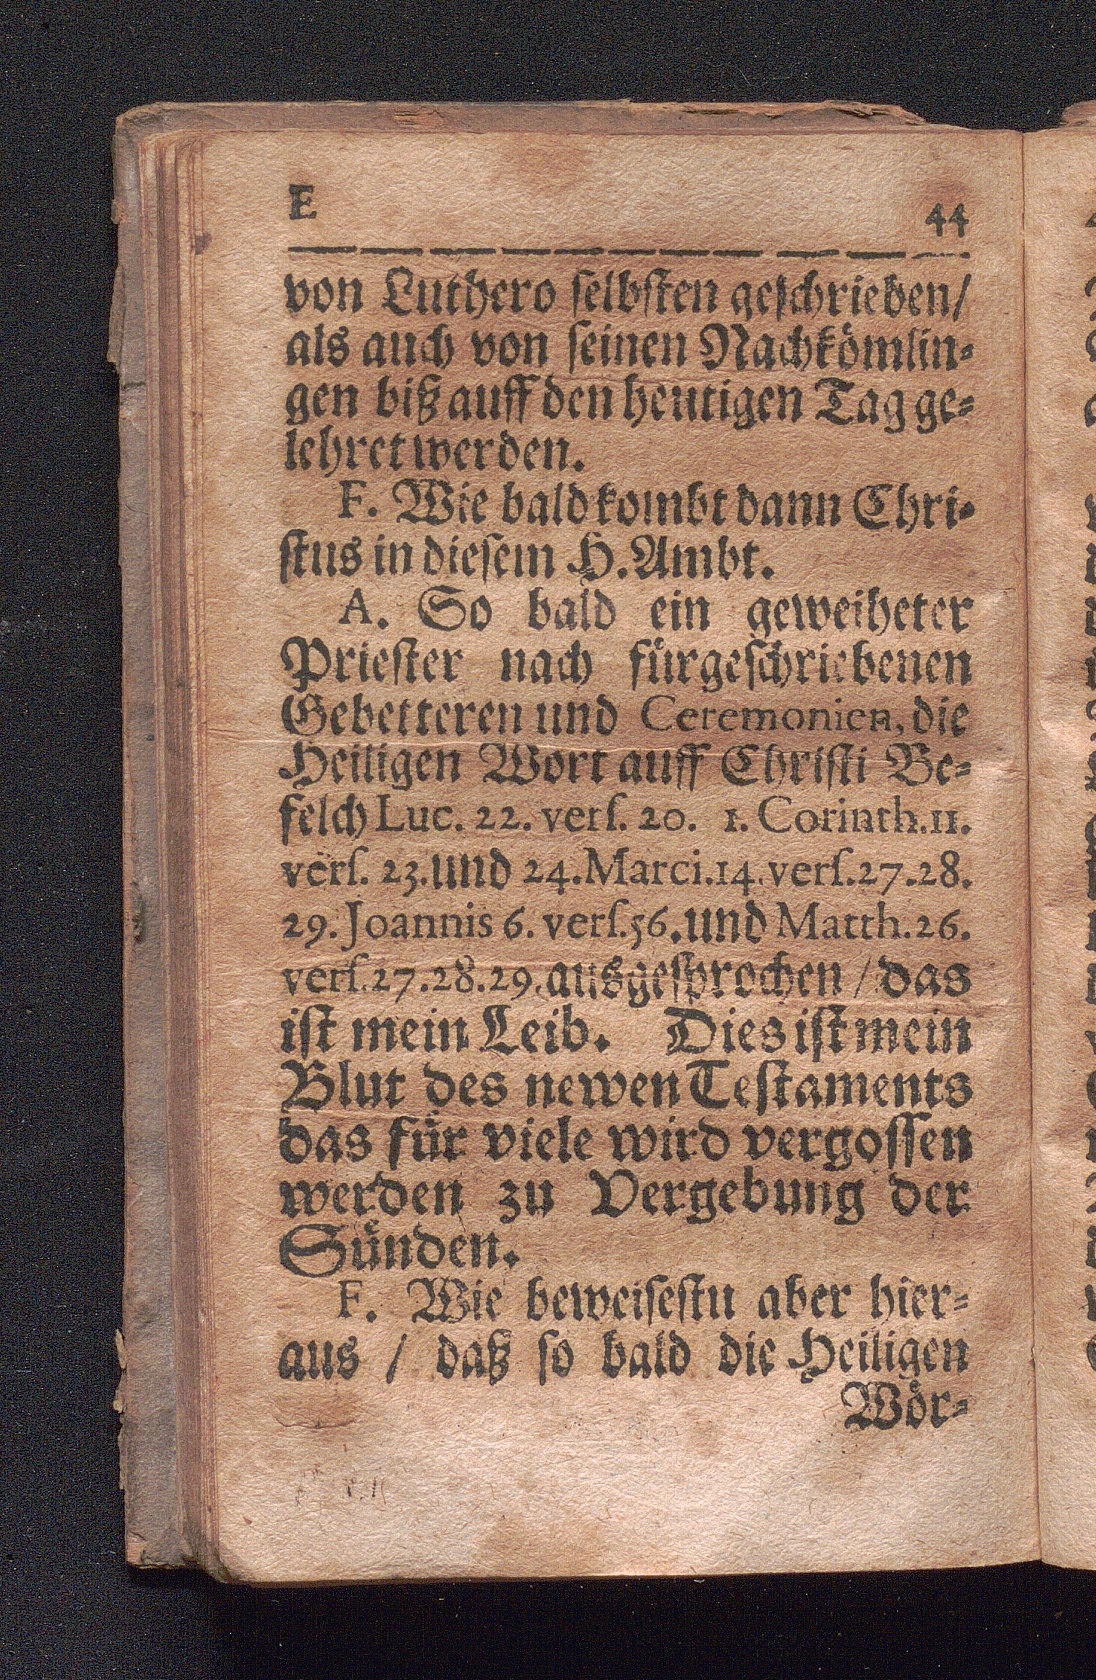 E 44
von Luthero ſelbſten geſchrieben/
als auch von ſeinen Nachkömlin-
gen biß auff den heutigen Tag ge-
lehret werden.
F. Wie bald kombt dann Chri-
ſtus in dieſem H. Ambt.
A. So bald ein geweiheter
Prieſter nach fürgeſchriebenen
Gebetteren und Ceremonien, die
Heiligen Wort auff Chriſti Be-
felch Luc. 22. verſ. 20. 1. Corinth. 11.
verſ. 23. und 24. Marci. 14. verſ. 27. 28.
29. Joannis 6. verſ. 56. und Matth. 26.
verſ. 27. 28. 29. ausgeſprochen / das
iſt mein Leib. Dies iſt mein
Blut des newen Teſtaments
das für viele wird vergoſſen
werden zu Vergebung der
Sünden.
F. Wie beweiſeſtu aber hier-
aus / daß ſo bald die Heiligen
Wör-